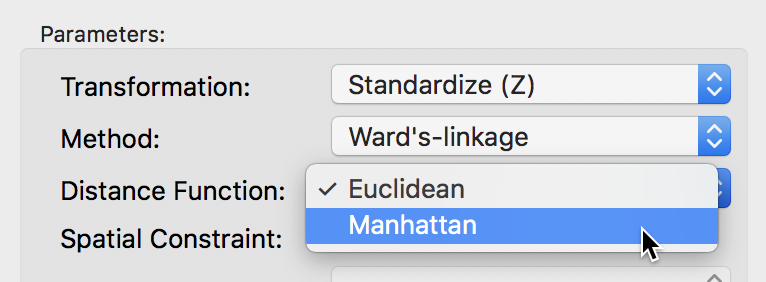 Parameters:
Transformation: Standardize (Z)
Method: Ward's-linkage
Distance Function: ✓ Euclidean
Manhattan
Spatial Constraint: